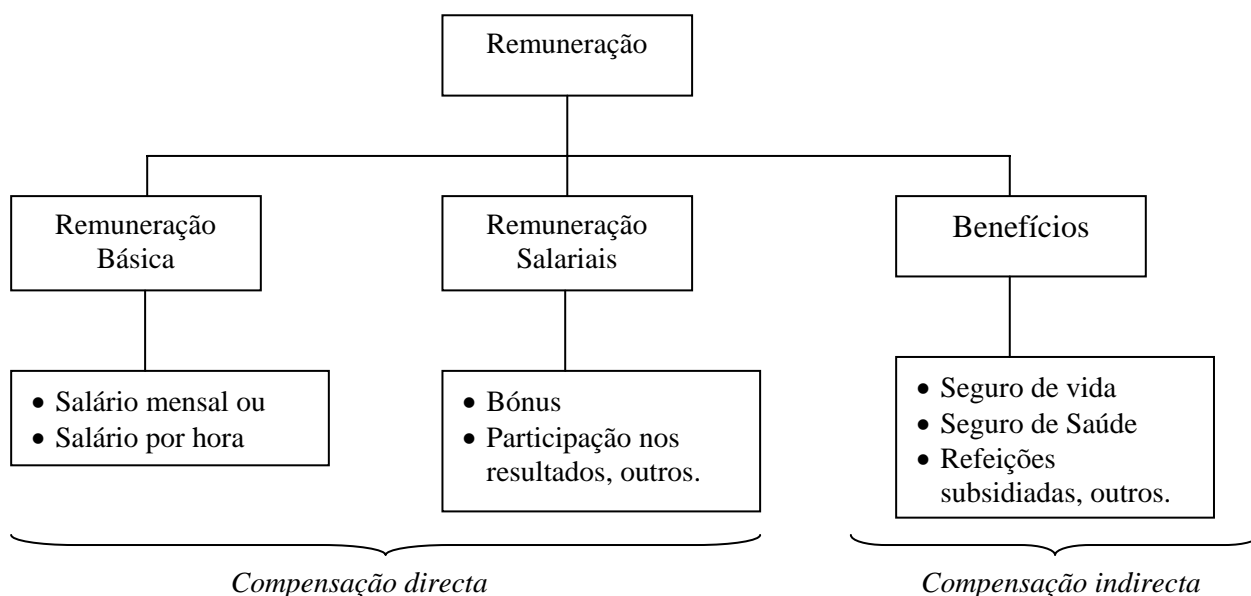 Remuneração
Remuneração
Básica
Remuneração
Salariais
Benefícios
• Salário mensal ou
• Salário por hora
• Bónus
• Participação nos
resultados, outros.
• Seguro de vida
• Seguro de Saúde
• Refeições
subsidiadas, outros.
Compensação directa
Compensação indirecta